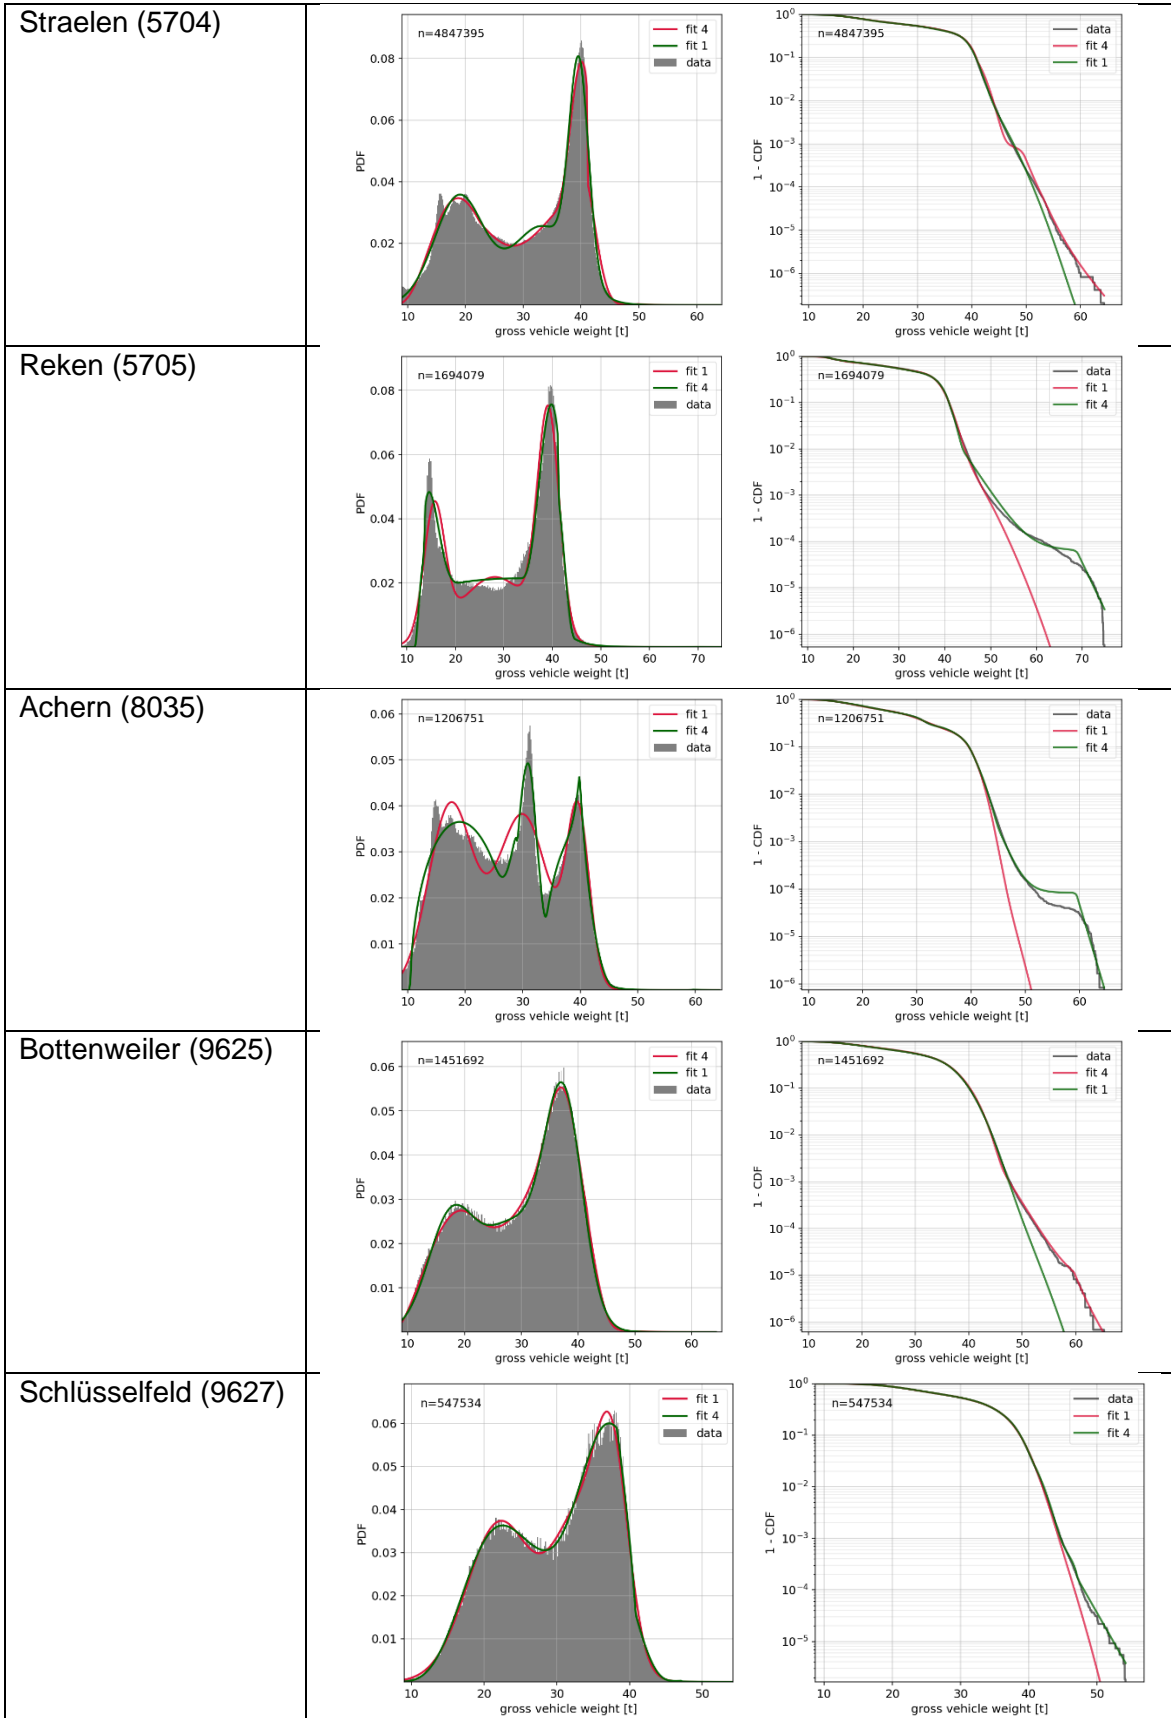 Straelen (5704)
n=4847395
fit 4
fit 1
data
PDF
0.08
0.06
0.04
0.02
10 20 30 40 50 60
gross vehicle weight [t]
n=4847395
data
fit 4
fit 1
1 - CDF
10⁰
10⁻¹
10⁻²
10⁻³
10⁻⁴
10⁻⁵
10⁻⁶
10 20 30 40 50 60
gross vehicle weight [t]
Reken (5705)
n=1694079
fit 1
fit 4
data
PDF
0.08
0.06
0.04
0.02
10 20 30 40 50 60 70
gross vehicle weight [t]
n=1694079
data
fit 1
fit 4
1 - CDF
10⁰
10⁻¹
10⁻²
10⁻³
10⁻⁴
10⁻⁵
10⁻⁶
10 20 30 40 50 60 70
gross vehicle weight [t]
Achern (8035)
n=1206751
fit 1
fit 4
data
PDF
0.06
0.05
0.04
0.03
0.02
0.01
10 20 30 40 50 60
gross vehicle weight [t]
n=1206751
data
fit 1
fit 4
1 - CDF
10⁰
10⁻¹
10⁻²
10⁻³
10⁻⁴
10⁻⁵
10⁻⁶
10 20 30 40 50 60
gross vehicle weight [t]
Bottenweiler (9625)
n=1451692
fit 4
fit 1
data
PDF
0.06
0.05
0.04
0.03
0.02
0.01
10 20 30 40 50 60
gross vehicle weight [t]
n=1451692
data
fit 4
fit 1
1 - CDF
10⁰
10⁻¹
10⁻²
10⁻³
10⁻⁴
10⁻⁵
10⁻⁶
10 20 30 40 50 60
gross vehicle weight [t]
Schlüsselfeld (9627)
n=547534
fit 1
fit 4
data
PDF
0.06
0.05
0.04
0.03
0.02
0.01
10 20 30 40 50
gross vehicle weight [t]
n=547534
data
fit 1
fit 4
1 - CDF
10⁰
10⁻¹
10⁻²
10⁻³
10⁻⁴
10⁻⁵
10 20 30 40 50
gross vehicle weight [t]